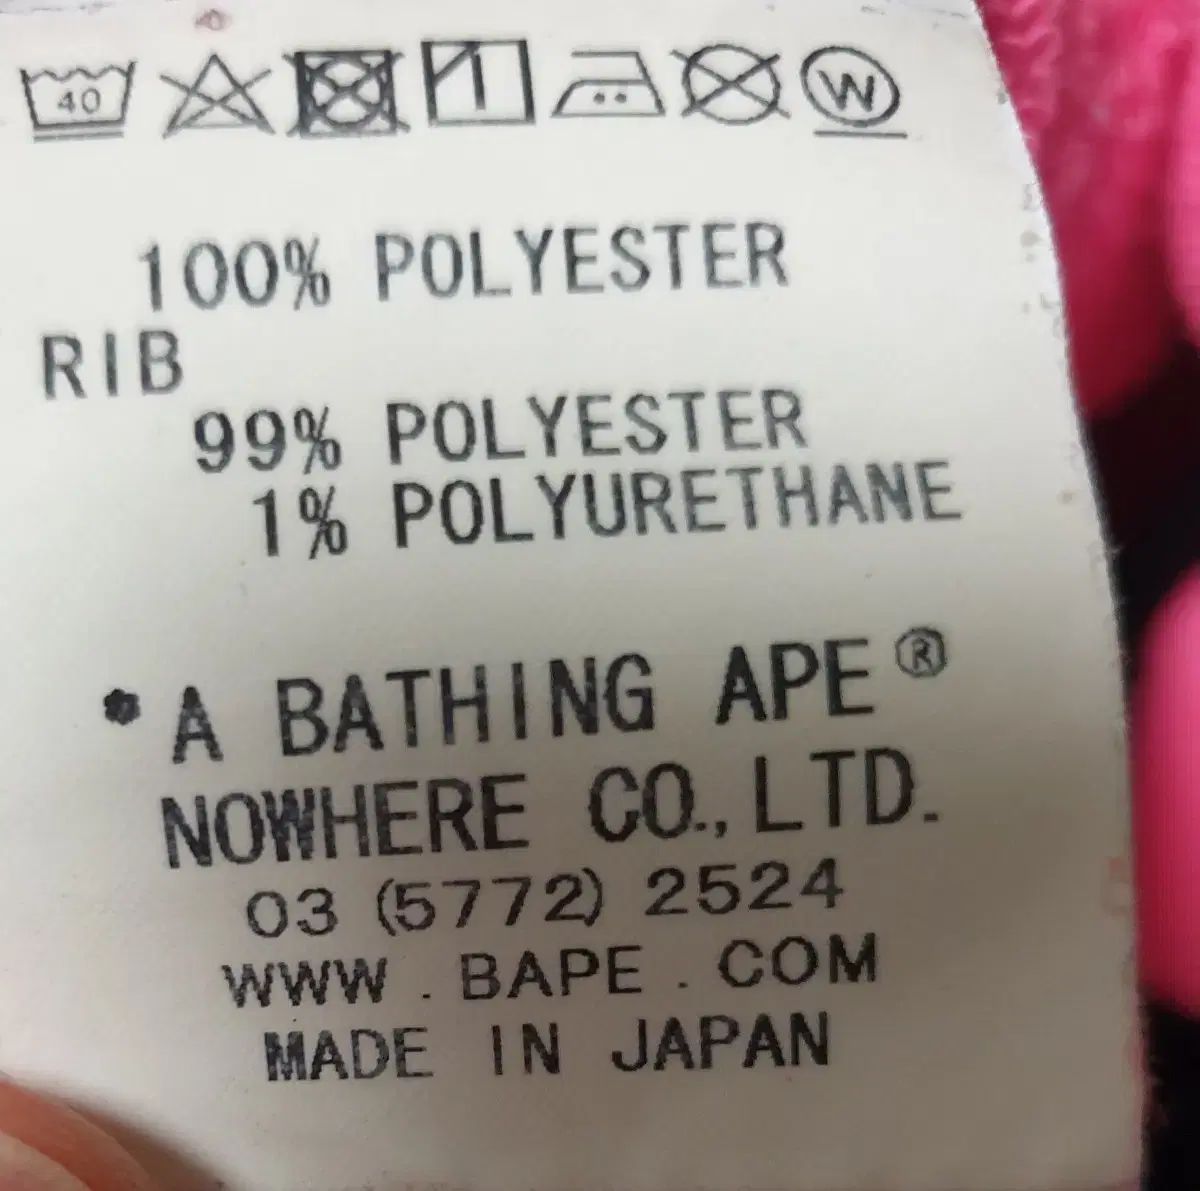 40 W
100% POLYESTER
RIB
99% POLYESTER
1% POLYURETHANE
*A BATHING APE®
NOWHERE CO., LTD.
03 (5772) 2524
WWW . BAPE . COM
MADE IN JAPAN